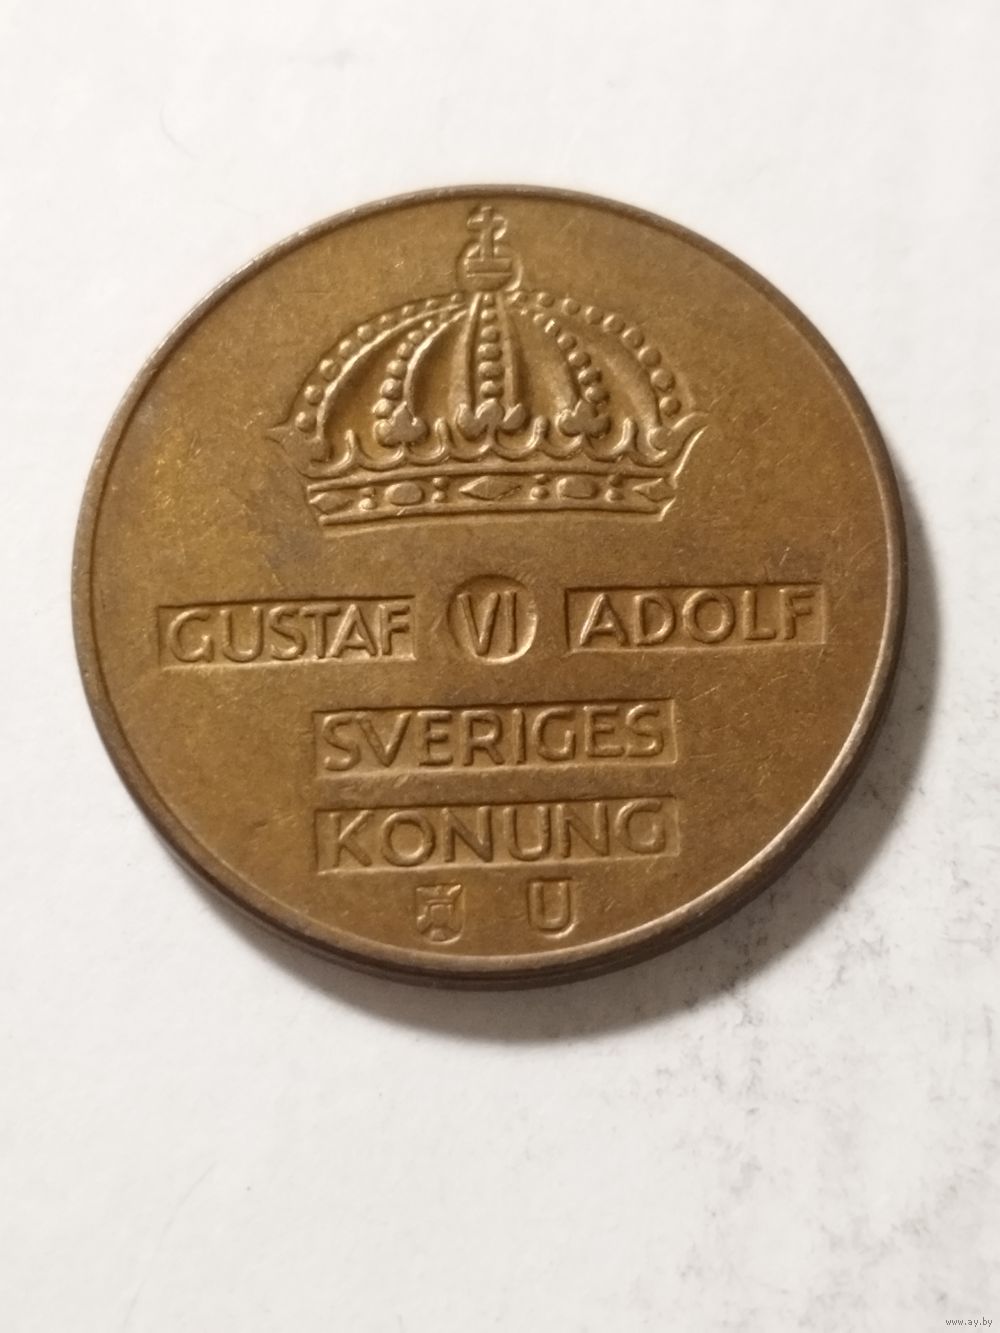 GUSTAF VI ADOLF
SVERIGES
KONUNG
U
www.ay.by